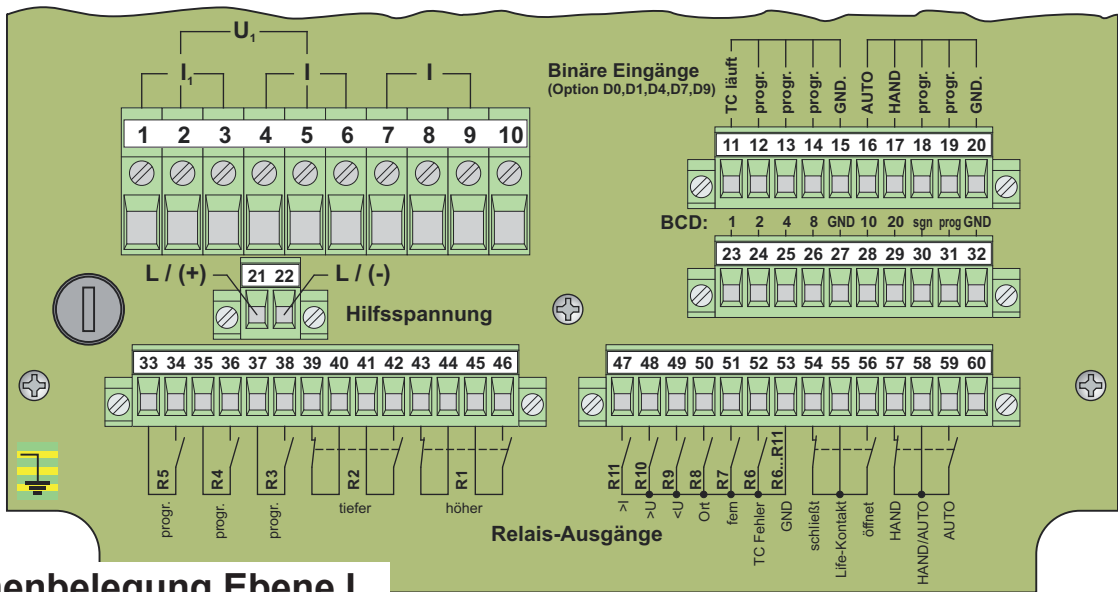 U1
I1 I I
1 2 3 4 5 6 7 8 9 10
Binäre Eingänge
(Option D0,D1,D4,D7,D9)
TC läuft progr. progr. progr. GND. AUTO HAND progr. progr. GND.
11 12 13 14 15 16 17 18 19 20
BCD: 1 2 4 8 GND 10 20 sgn prog GND
23 24 25 26 27 28 29 30 31 32
L / (+) 21 22 L / (-)
Hilfsspannung
33 34 35 36 37 38 39 40 41 42 43 44 45 46
47 48 49 50 51 52 53 54 55 56 57 58 59 60
R5 R4 R3 R2 R1
progr. progr. progr. tiefer höher
R11 R10 R9 R8 R7 R6 R6...R11
>I >U <U Ort fern TC Fehler GND schließt Life-Kontakt öffnet HAND HAND/AUTO AUTO
Relais-Ausgänge
nenbelegung Ebene I